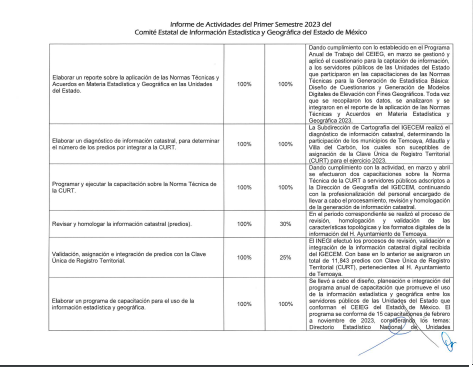 Informe de Actividades del Primer Semestre 2023 del
Comité Estatal de Información Estadística y Geográfica del Estado de México
Elaborar un reporte sobre la aplicación de las Normas Técnicas y
Acuerdos en Materia Estadística y Geográfica en las Unidades
del Estado.
100%
100%
Dando cumplimiento con lo establecido en el Programa
Anual de Trabajo del CEIEG, en marzo se gestionó y
aplicó el cuestionario para la captación de información,
a los servidores públicos de las Unidades del Estado
que participaron en las capacitaciones de las Normas
Técnicas para la Generación de Estadística Básica:
Diseño de Cuestionarios y Generación de Modelos
Digitales de Elevación con Fines Geográficos. Toda vez
que se recopilaron los datos, se analizaron y se
integraron en el reporte de la aplicación de las Normas
Técnicas y Acuerdos en Materia Estadística y
Geográfica 2023.
Elaborar un diagnóstico de información catastral, para determinar
el número de los predios por integrar a la CURT.
100%
100%
La Subdirección de Cartografía del IGECEM realizó el
diagnóstico de información catastral, determinando la
participación de los municipios de Temoaya, Atlautla y
Villa del Carbón, los cuales son susceptibles de
asignación de la Clave Única de Registro Territorial
(CURT) para el ejercicio 2023.
Programar y ejecutar la capacitación sobre la Norma Técnica de
la CURT.
100%
100%
Dando cumplimiento con la actividad, en marzo y abril
se efectuaron dos capacitaciones sobre la Norma
Técnica de la CURT a servidores públicos adscritos a
la Dirección de Geografía del IGECEM, continuando
con la profesionalización del personal encargado de
llevar a cabo el procesamiento, revisión y homologación
de la generación de información catastral.
Revisar y homologar la información catastral (predios).
100%
30%
En el periodo correspondiente se realizó el proceso de
revisión, homologación y validación de las
características topológicas y los formatos digitales de la
información del H. Ayuntamiento de Temoaya.
Validación, asignación e integración de predios con la Clave
Única de Registro Territorial.
100%
25%
El INEGI efectuó los procesos de revisión, validación e
integración de la información catastral digital recibida
del IGECEM. Con base en lo anterior se asignaron un
total de 11,843 predios con Clave Única de Registro
Territorial (CURT), pertenecientes al H. Ayuntamiento
de Temoaya.
Elaborar un programa de capacitación para el uso de la
información estadística y geográfica.
100%
100%
Se llevó a cabo el diseño, planeación e integración del
programa anual de capacitación que promueve el uso
de la información estadística y geográfica entre los
servidores públicos de las Unidades del Estado que
conforman el CEIEG del Estado de México. El
programa se conforma de 15 capacitaciones de febrero
a noviembre de 2023, considerando los temas:
Directorio Estadístico Nacional de Unidades